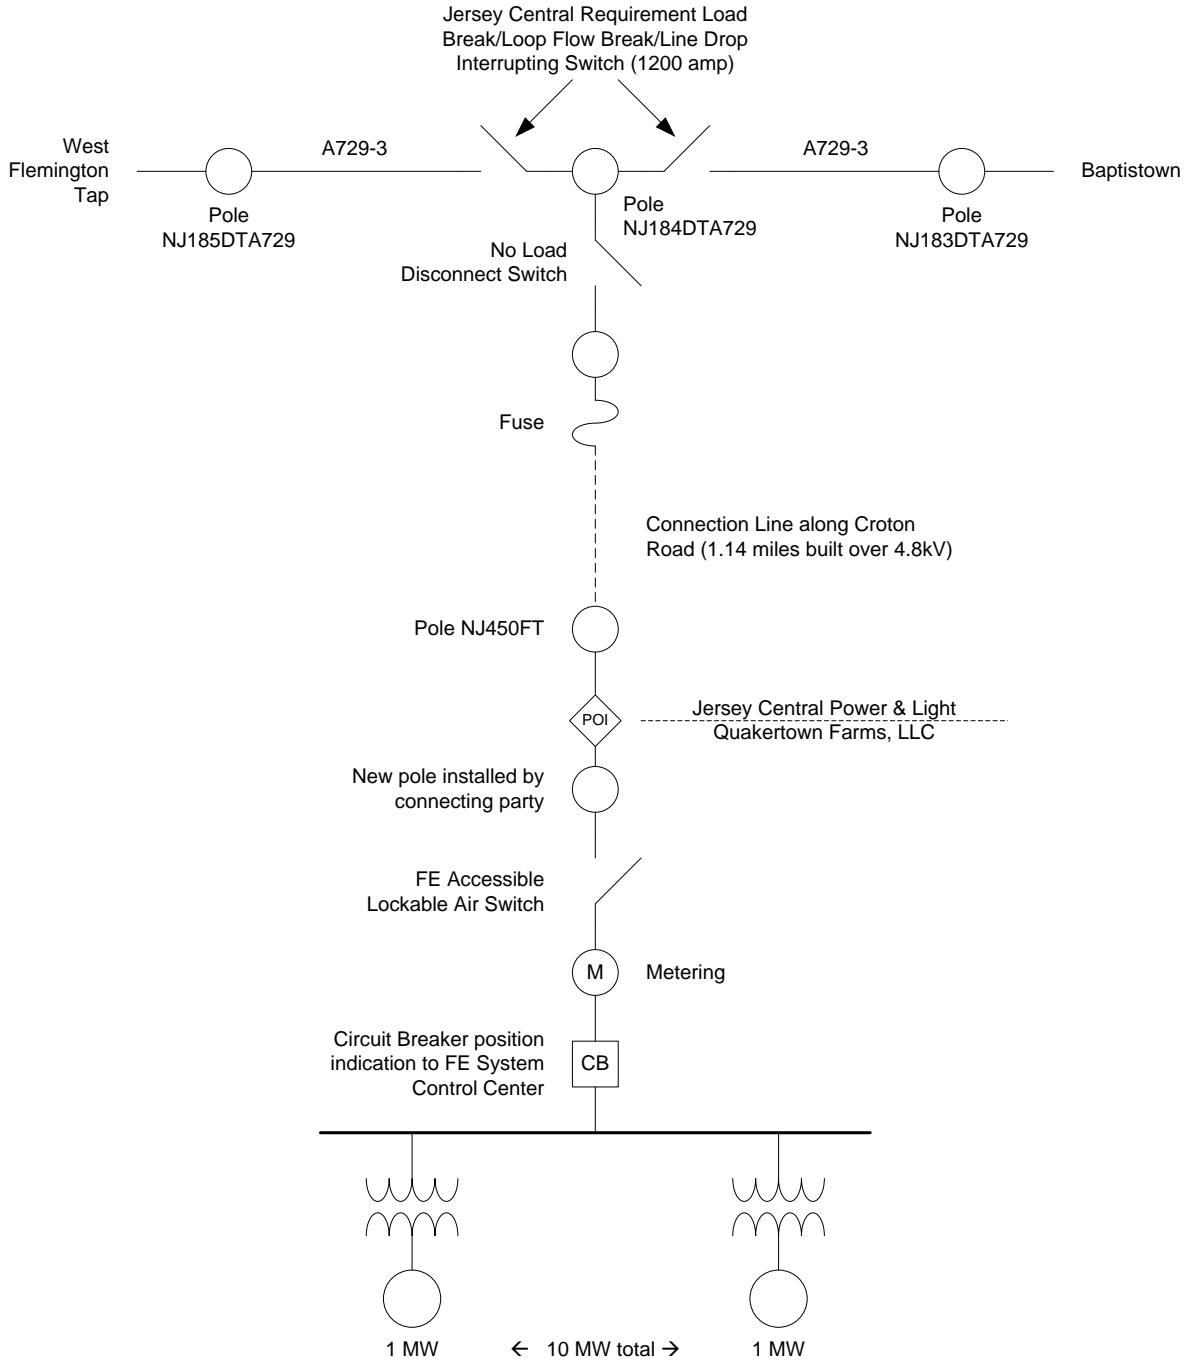 Jersey Central Requirement Load
Break/Loop Flow Break/Line Drop
Interrupting Switch (1200 amp)
West
Flemington
Tap
A729-3
A729-3
Baptistown
Pole
NJ185DTA729
Pole
NJ184DTA729
Pole
NJ183DTA729
No Load
Disconnect Switch
Fuse
Connection Line along Croton
Road (1.14 miles built over 4.8kV)
Pole NJ450FT
POI
Jersey Central Power & Light
Quakertown Farms, LLC
New pole installed by
connecting party
FE Accessible
Lockable Air Switch
M
Metering
Circuit Breaker position
indication to FE System
Control Center
CB
1 MW
← 10 MW total →
1 MW